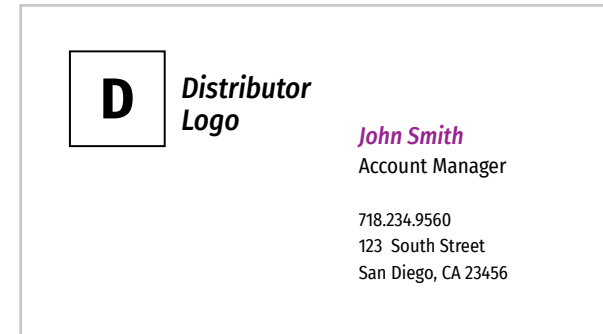 D
Distributor
Logo
John Smith
Account Manager
718.234.9560
123 South Street
San Diego, CA 23456